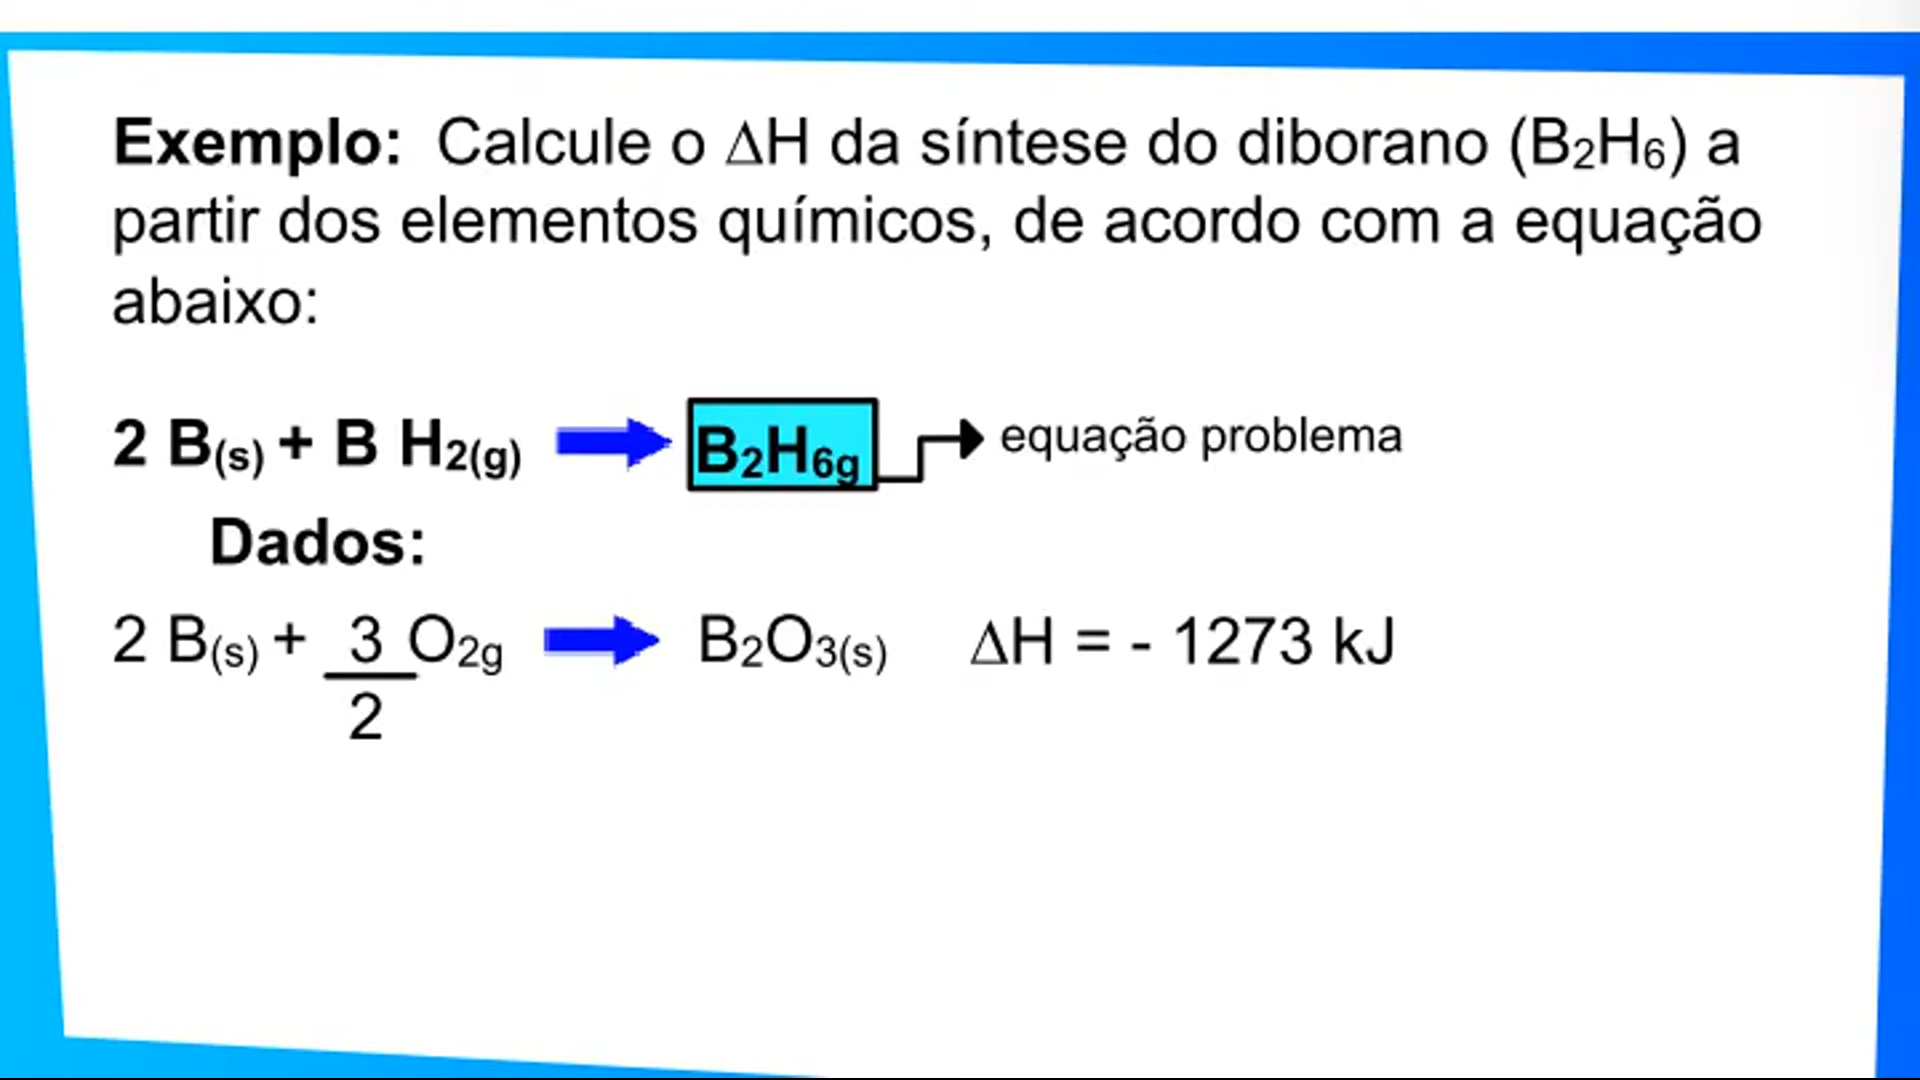 Exemplo: Calcule o ΔH da síntese do diborano (B₂H₆) a
partir dos elementos químicos, de acordo com a equação
abaixo:
2 B(s) + B H₂(g) → B₂H₆g → equação problema
Dados:
2 B(s) + 3/2 O₂g → B₂O₃(s) ΔH = - 1273 kJ